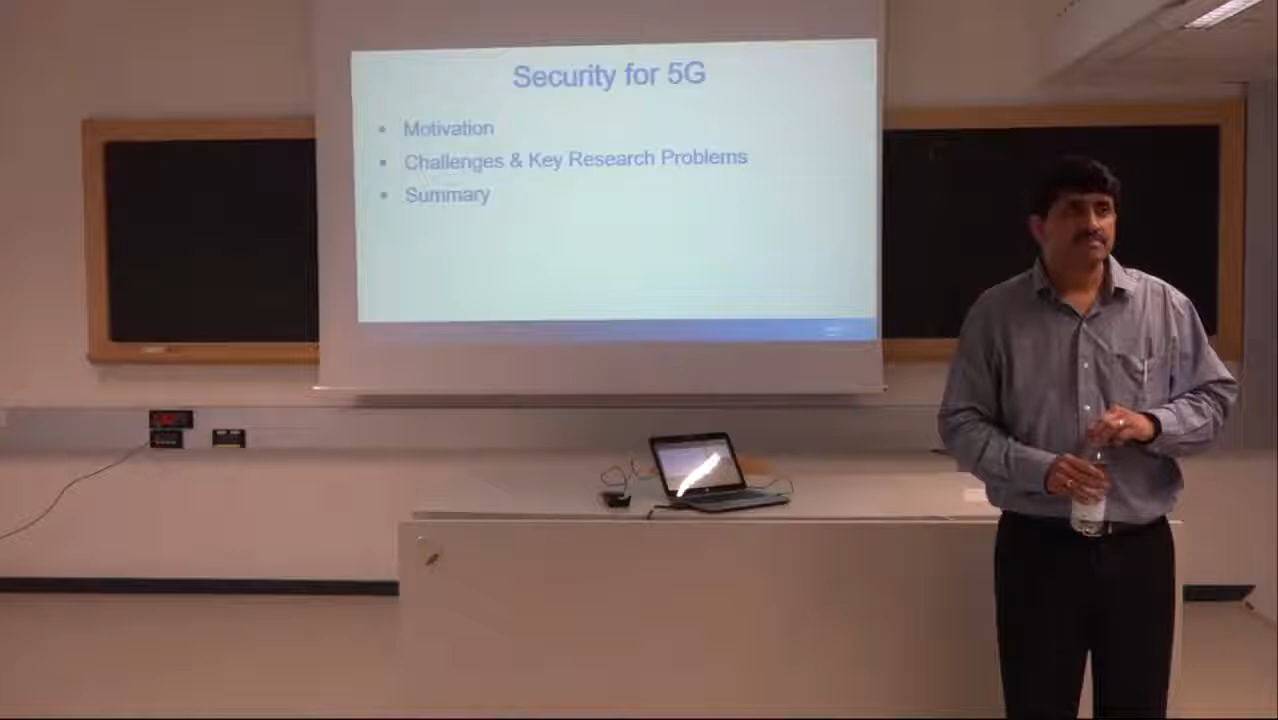 Security for 5G
• Motivation
• Challenges & Key Research Problems
• Summary